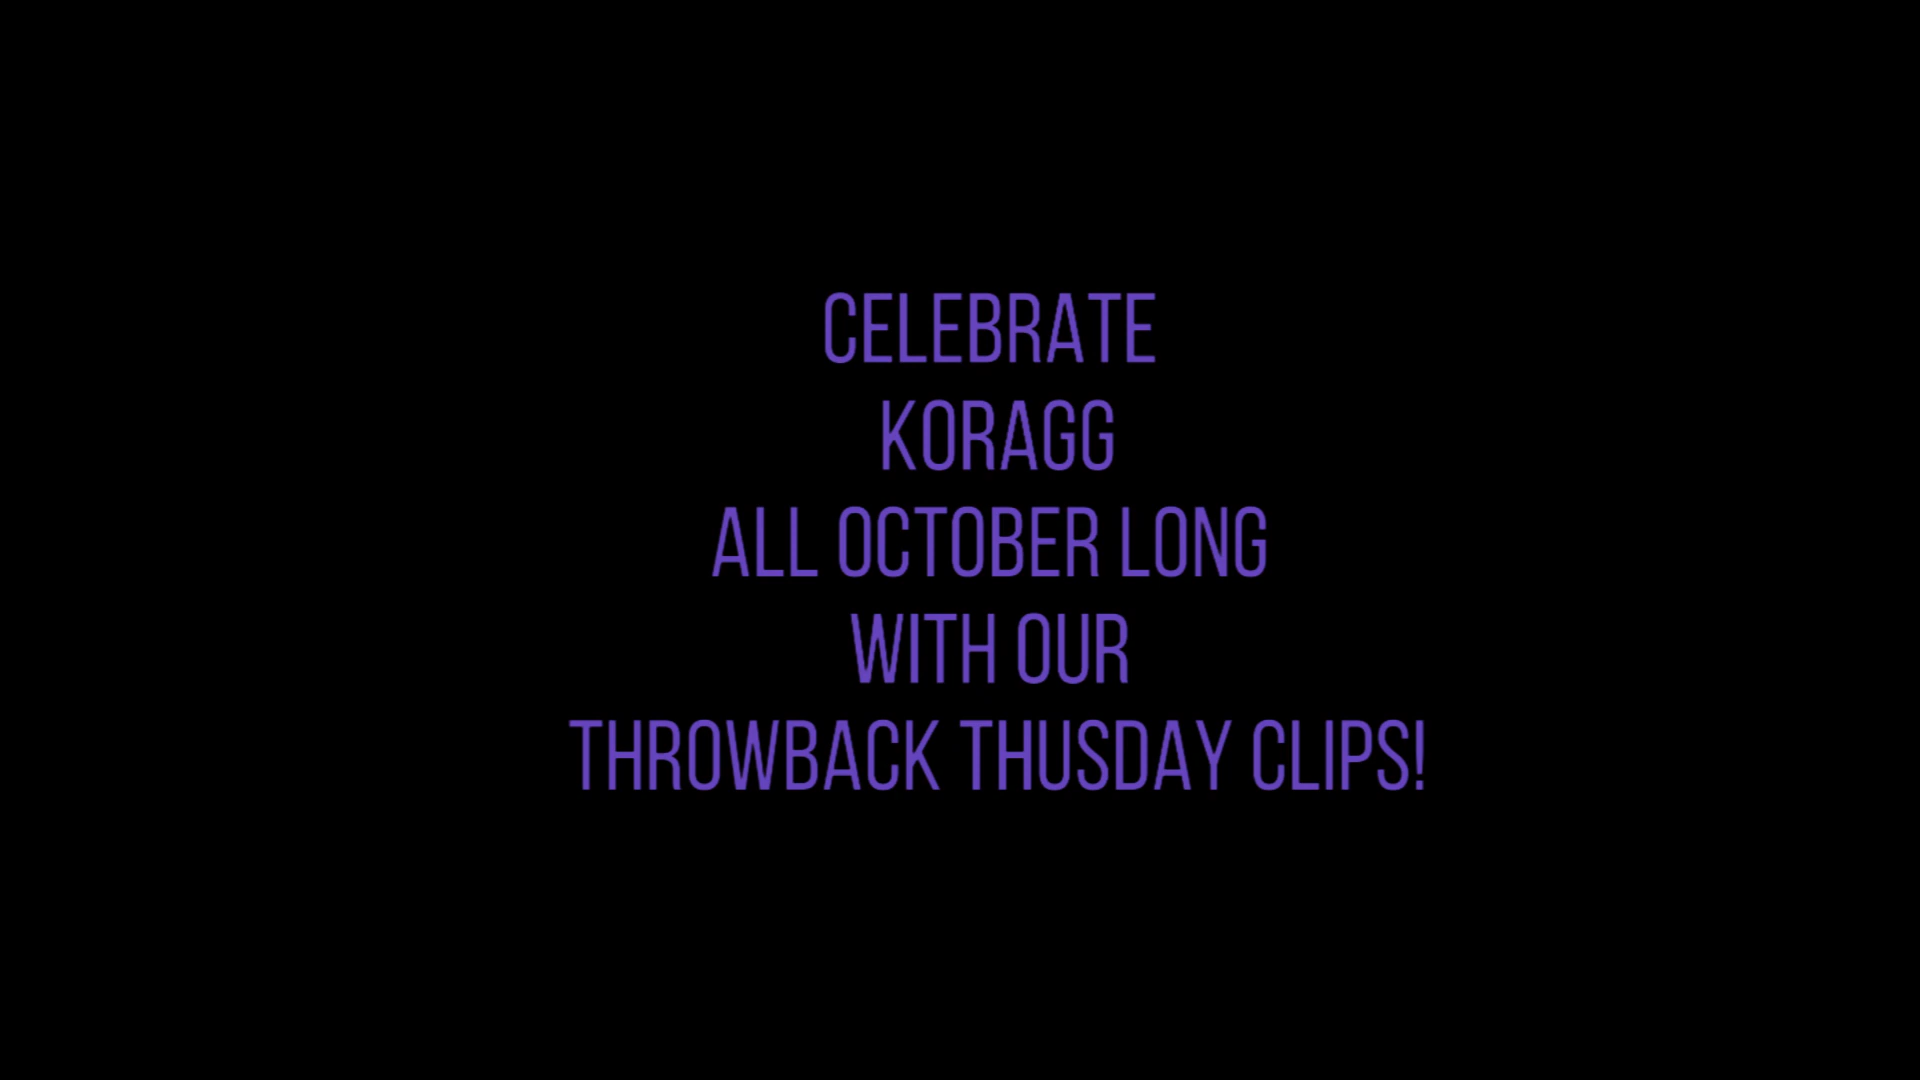 CELEBRATE
KORAGG
ALL OCTOBER LONG
WITH OUR
THROWBACK THUSDAY CLIPS!